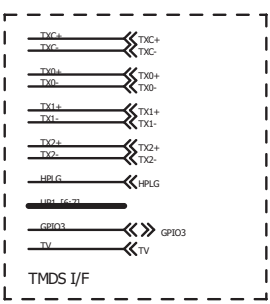 TXC+ TXC+
TXC- TXC-
TX0+ TX0+
TX0- TX0-
TX1+ TX1+
TX1- TX1-
TX2+ TX2+
TX2- TX2-
HPLG HPLG
UP1_[6:7]
GPIO3 GPIO3
TV TV
TMDS I/F